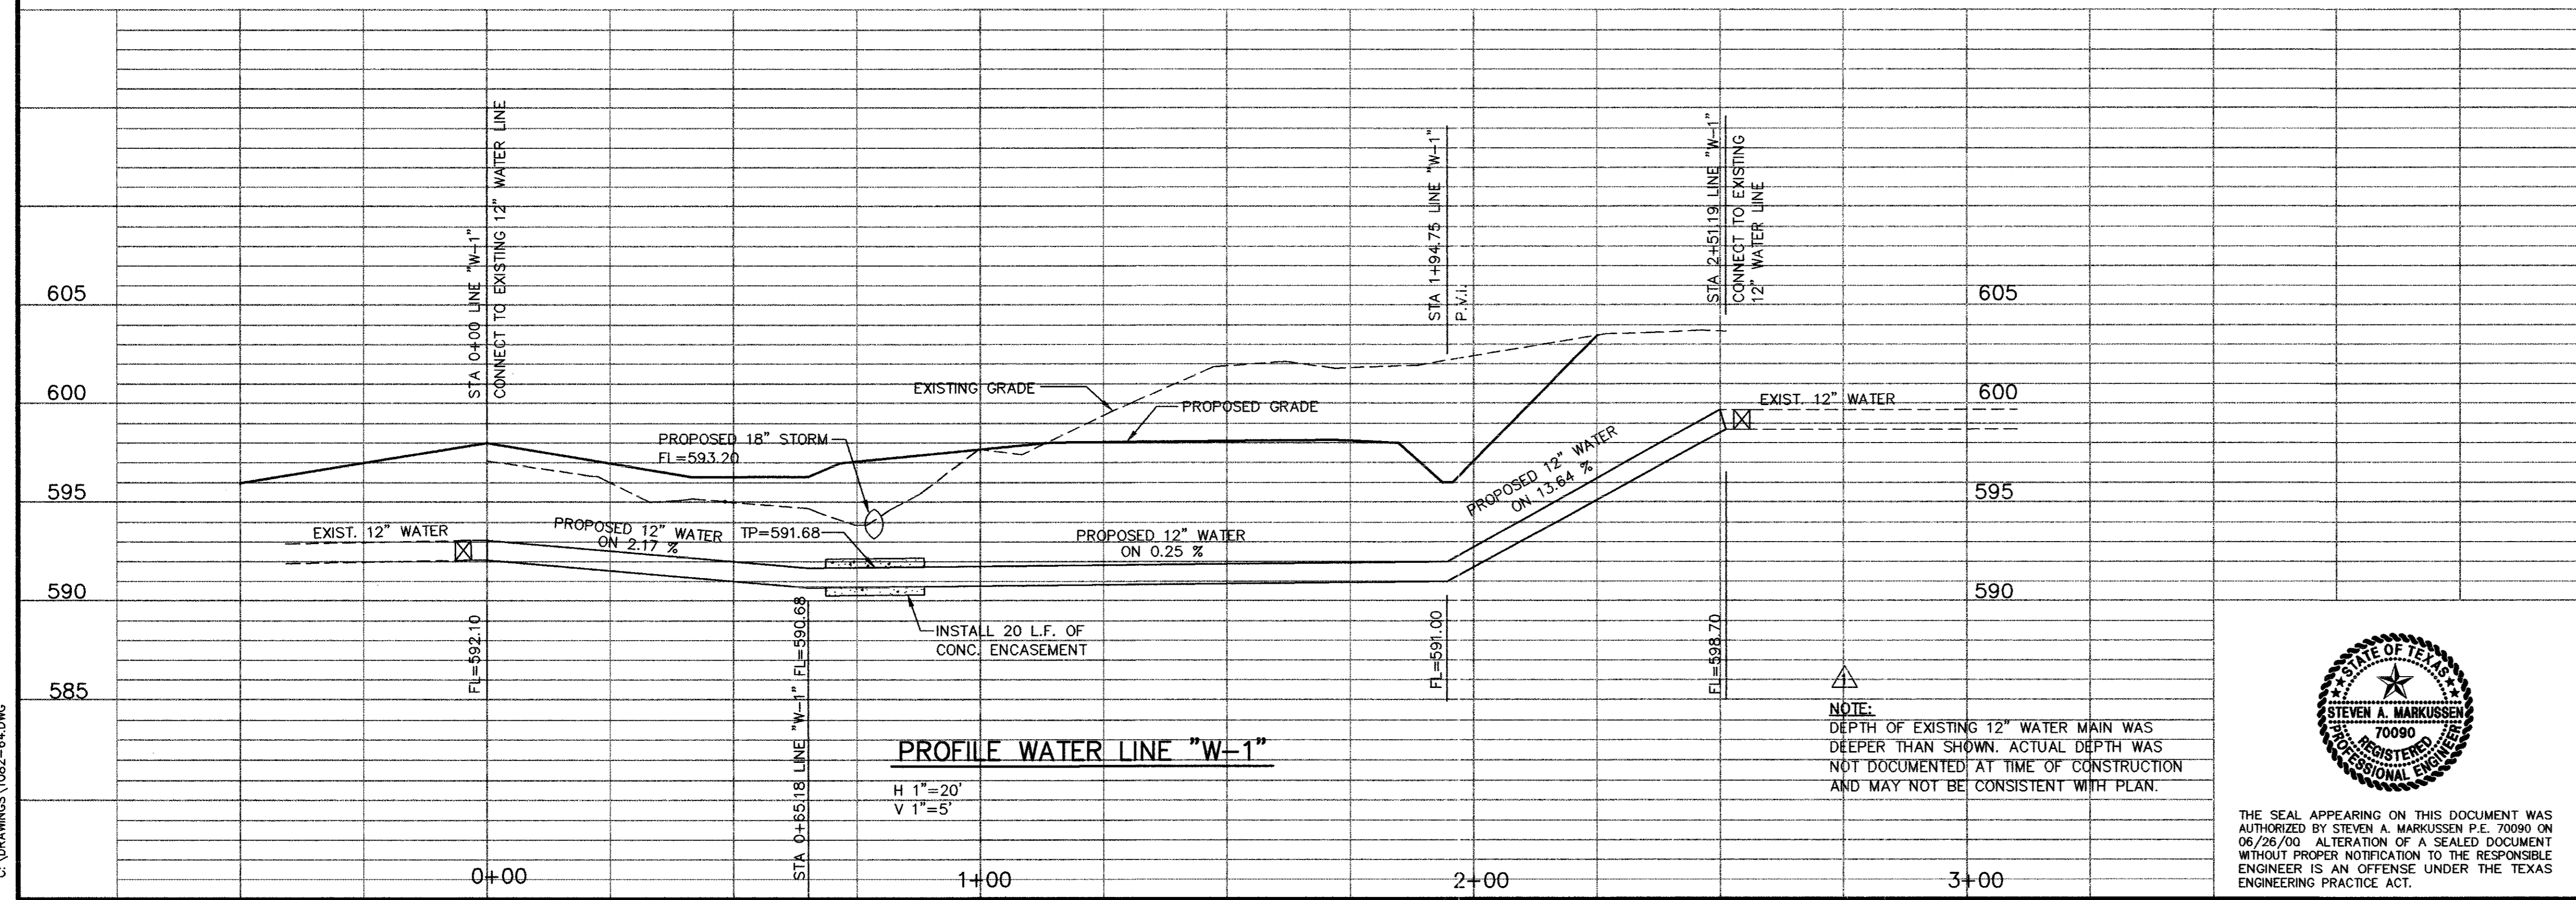 STA 0+00 LINE "W-1"
CONNECT TO EXISTING 12" WATER LINE
STA 1+94.75 LINE "W-1"
P.V.I.
STA 2+51.19 LINE "W-1"
CONNECT TO EXISTING
12" WATER LINE
605
605
600
600
595
595
590
590
585
EXISTING GRADE
PROPOSED GRADE
PROPOSED 18" STORM
FL=593.20
EXIST. 12" WATER
EXIST. 12" WATER
PROPOSED 12" WATER
ON 2.17 %
TP=591.68
PROPOSED 12" WATER
ON 0.25 %
PROPOSED 12" WATER
ON 13.64 %
INSTALL 20 L.F. OF
CONC. ENCASEMENT
FL=592.10
STA 0+65.18 LINE "W-1" FL=590.68
FL=591.00
FL=598.70
PROFILE WATER LINE "W-1"
H 1"=20'
V 1"=5'
1
NOTE:
DEPTH OF EXISTING 12" WATER MAIN WAS
DEEPER THAN SHOWN. ACTUAL DEPTH WAS
NOT DOCUMENTED AT TIME OF CONSTRUCTION
AND MAY NOT BE CONSISTENT WITH PLAN.
STATE OF TEXAS
STEVEN A. MARKUSSEN
70090
REGISTERED
PROFESSIONAL ENGINEER
THE SEAL APPEARING ON THIS DOCUMENT WAS
AUTHORIZED BY STEVEN A. MARKUSSEN P.E. 70090 ON
06/26/00 ALTERATION OF A SEALED DOCUMENT
WITHOUT PROPER NOTIFICATION TO THE RESPONSIBLE
ENGINEER IS AN OFFENSE UNDER THE TEXAS
ENGINEERING PRACTICE ACT.
0+00
1+00
2+00
3+00